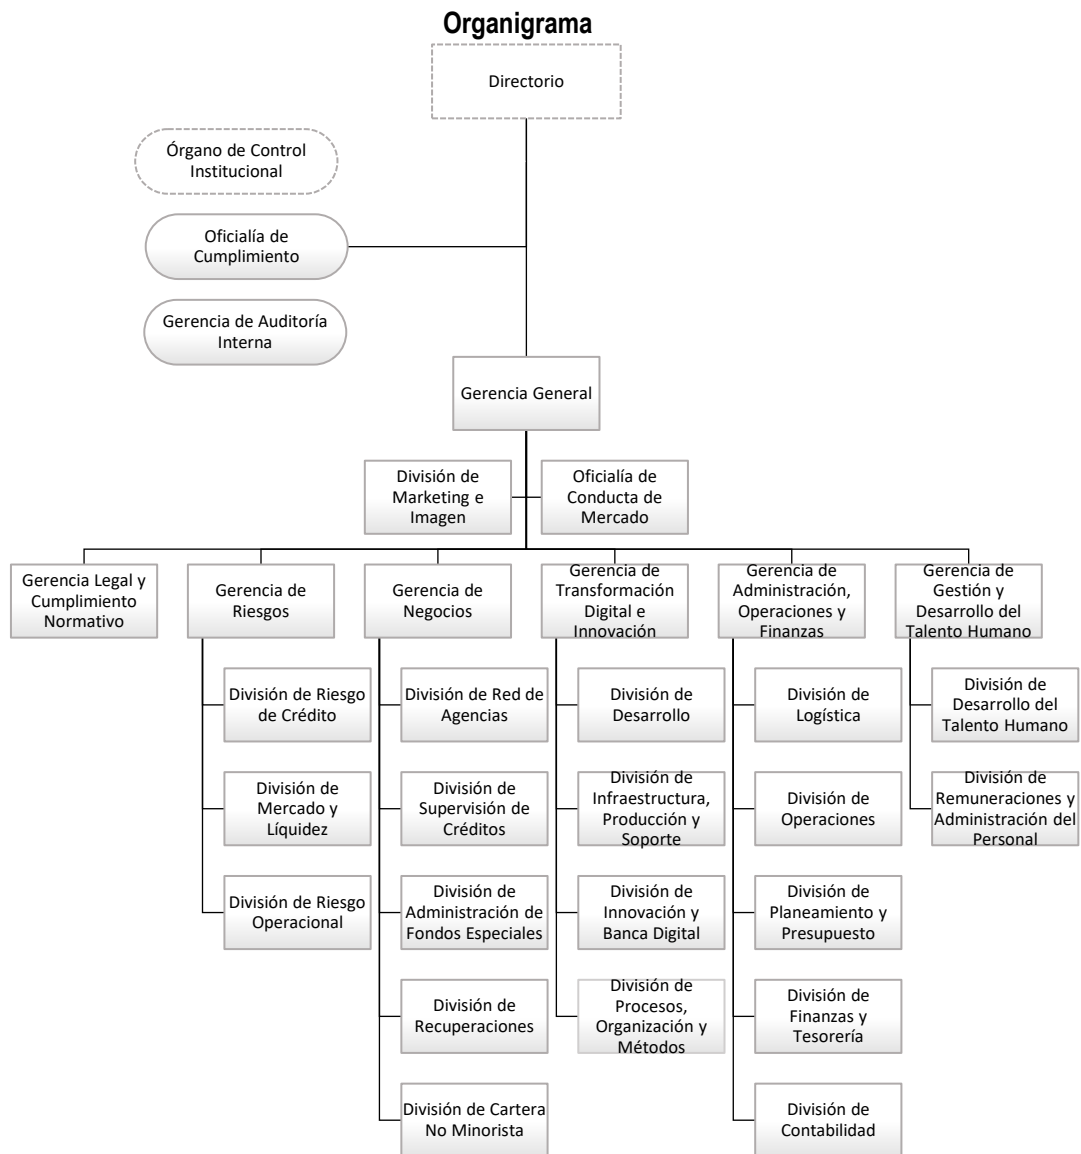 Organigrama
Directorio
Órgano de Control
Institucional
Oficialía de
Cumplimiento
Gerencia de Auditoría
Interna
Gerencia General
División de
Marketing e
Imagen
Oficialía de
Conducta de
Mercado
Gerencia Legal y
Cumplimiento
Normativo
Gerencia de
Riesgos
Gerencia de
Negocios
Gerencia de
Transformación
Digital e
Innovación
Gerencia de
Administración,
Operaciones y
Finanzas
Gerencia de
Gestión y
Desarrollo del
Talento Humano
División de Riesgo
de Crédito
División de Red de
Agencias
División de
Desarrollo
División de
Logística
División de
Desarrollo del
Talento Humano
División de
Mercado y
Líquidez
División de
Supervisión de
Créditos
División de
Infraestructura,
Producción y
Soporte
División de
Operaciones
División de
Remuneraciones y
Administración del
Personal
División de Riesgo
Operacional
División de
Administración de
Fondos Especiales
División de
Innovación y
Banca Digital
División de
Planeamiento y
Presupuesto
División de
Recuperaciones
División de
Procesos,
Organización y
Métodos
División de
Finanzas y
Tesorería
División de Cartera
No Minorista
División de
Contabilidad